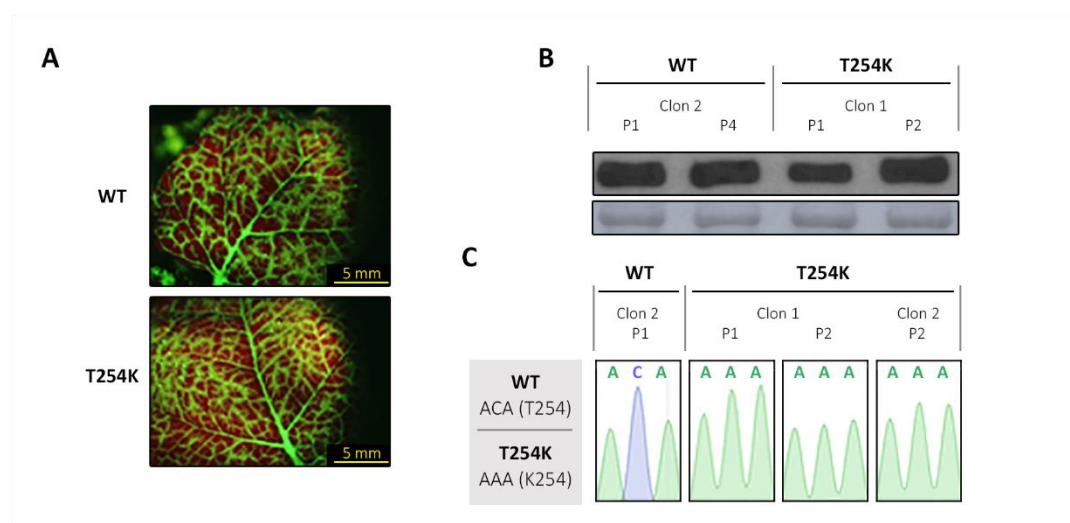 A
WT
5 mm
T254K
5 mm
B
WT T254K
Clon 2 Clon 1
P1 P4 P1 P2
C
WT T254K
Clon 2 Clon 1 Clon 2
P1 P1 P2 P2
WT
ACA (T254)
T254K
AAA (K254)
A C A A A A A A A A A A